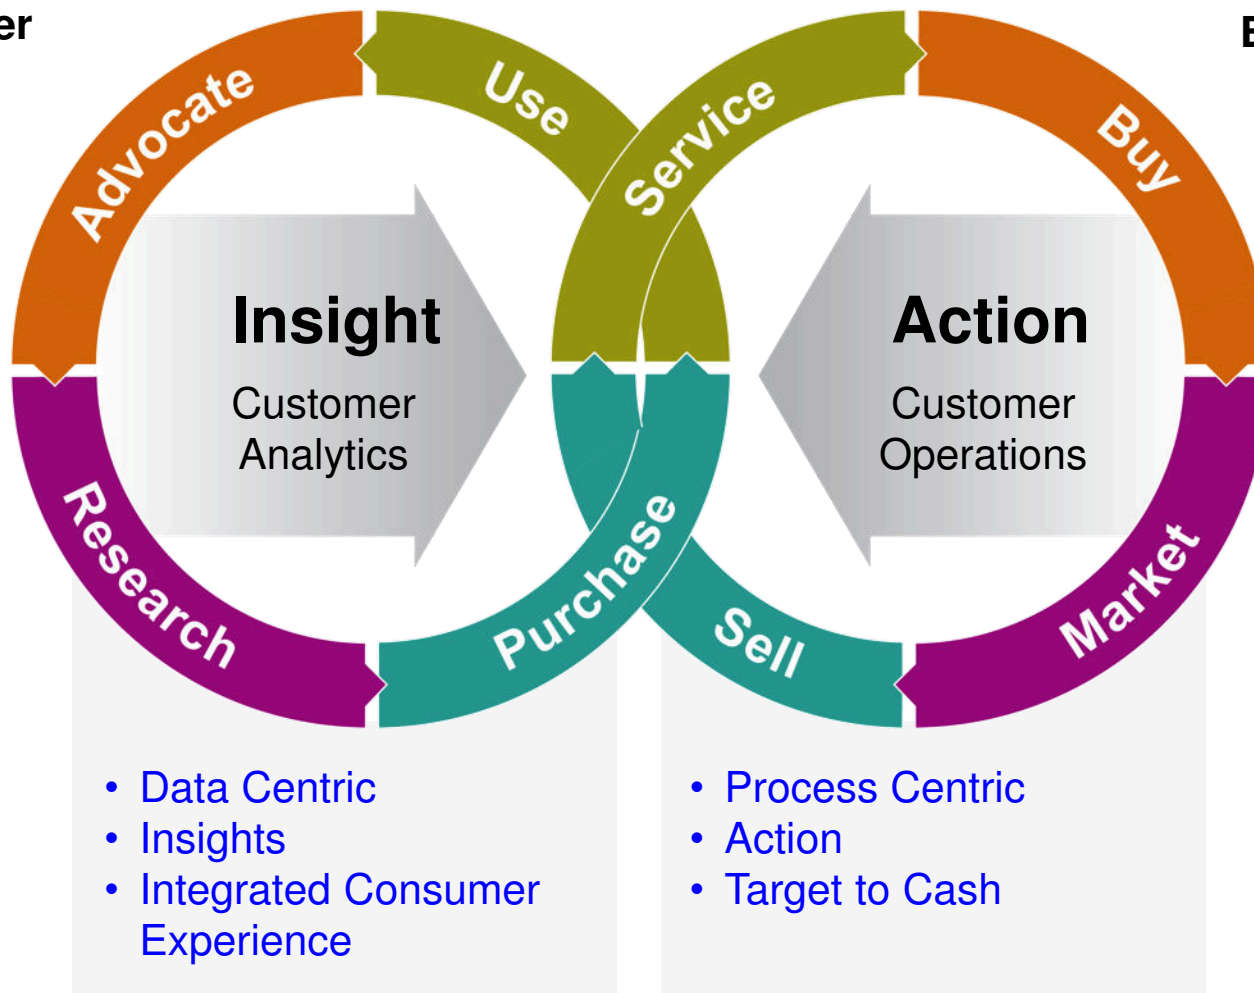 er
Advocate
Use
Service
Buy
Insight
Customer
Analytics
Action
Customer
Operations
Research
Purchase
Sell
Market
• Data Centric
• Insights
• Integrated Consumer
Experience
• Process Centric
• Action
• Target to Cash